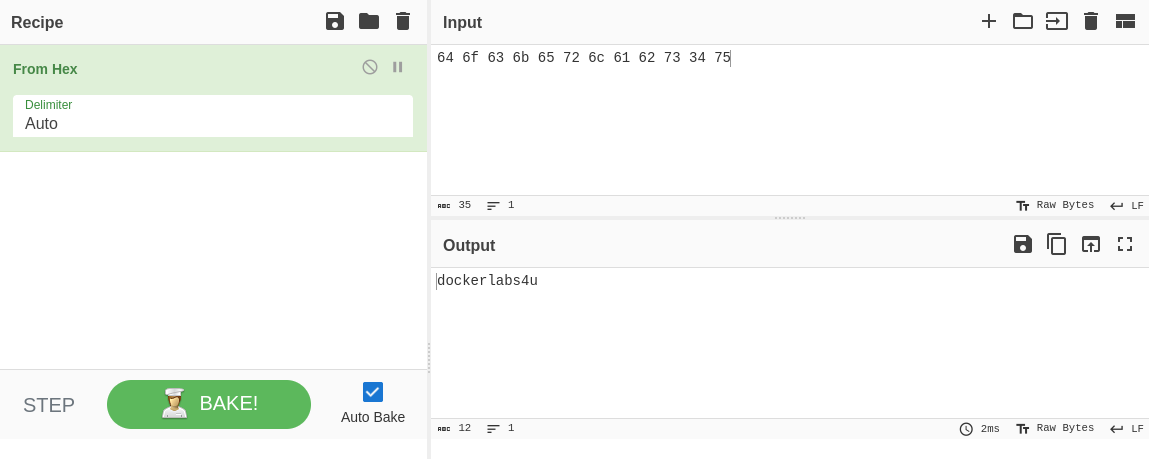 Recipe
From Hex
Delimiter
Auto
STEP
BAKE!
Auto Bake
Input
64 6f 63 6b 65 72 6c 61 62 73 34 75
ABC 35 1 Raw Bytes LF
Output
dockerlabs4u
ABC 12 1 2ms Raw Bytes LF